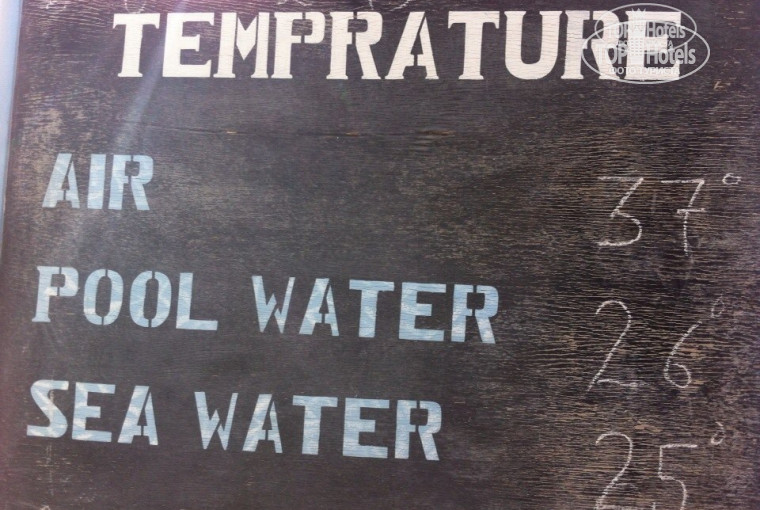 TEMPRATURE
AIR 37°
POOL WATER 26°
SEA WATER 25°